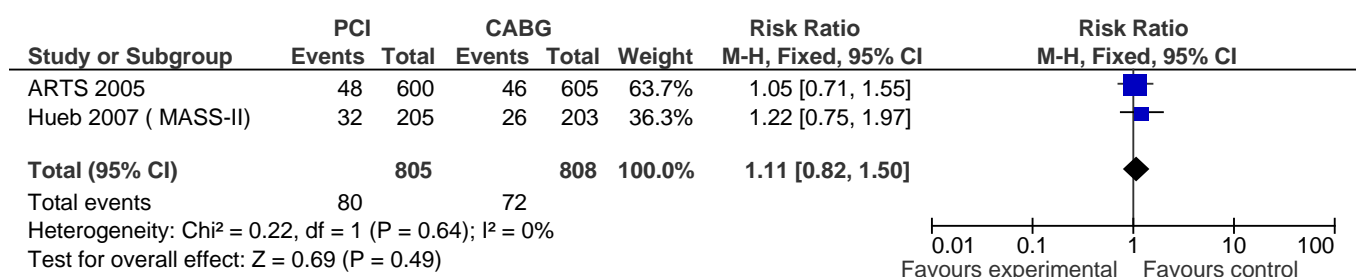 PCI CABG Risk Ratio Risk Ratio
Study or Subgroup Events Total Events Total Weight M-H, Fixed, 95% CI M-H, Fixed, 95% CI
ARTS 2005 48 600 46 605 63.7% 1.05 [0.71, 1.55]
Hueb 2007 ( MASS-II) 32 205 26 203 36.3% 1.22 [0.75, 1.97]
Total (95% CI) 805 808 100.0% 1.11 [0.82, 1.50]
Total events 80 72
Heterogeneity: Chi² = 0.22, df = 1 (P = 0.64); I² = 0%
Test for overall effect: Z = 0.69 (P = 0.49)
0.01 0.1 1 10 100
Favours experimental Favours control